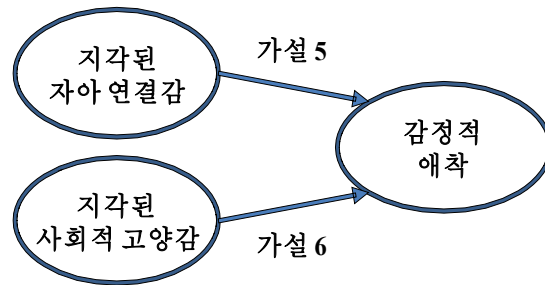 지각된
자아 연결감
가설 5
감정적
애착
지각된
사회적 고양감
가설 6